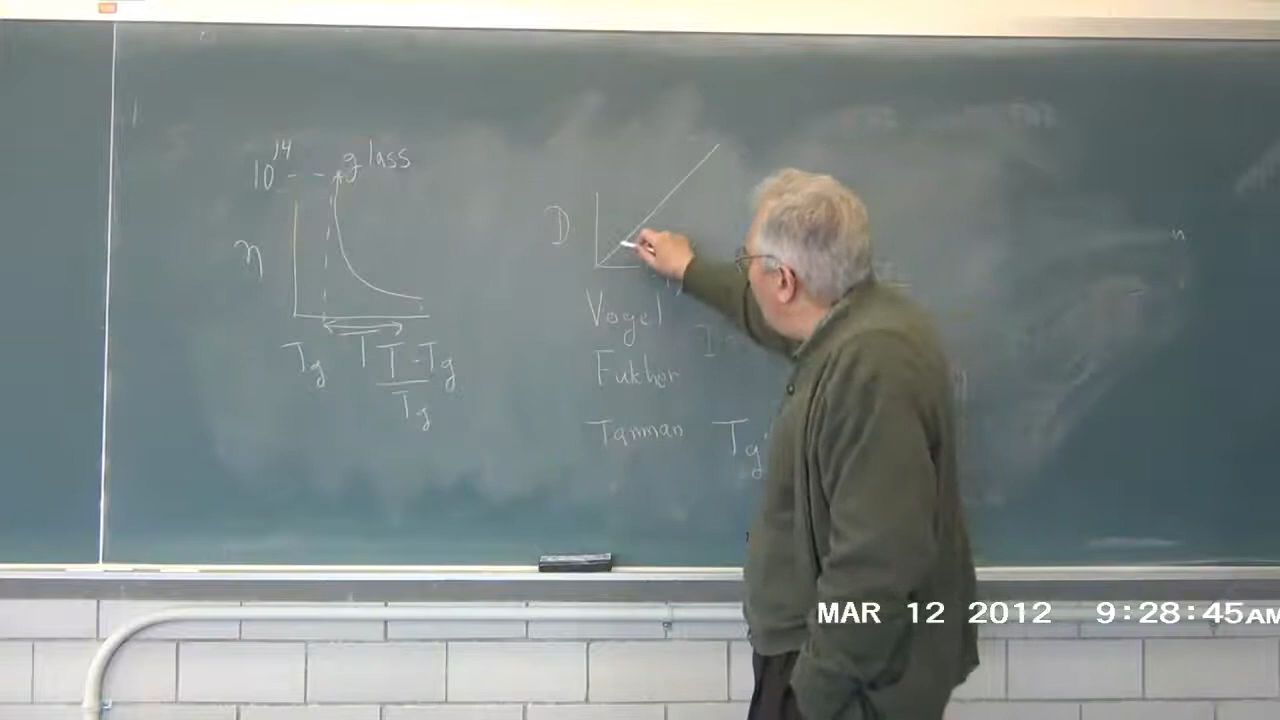 10^14 glass
η
Tg T
T-Tg
Tg
D
Vogel
Fulcher
Tamman Tg
MAR 12 2012 9:28:45AM